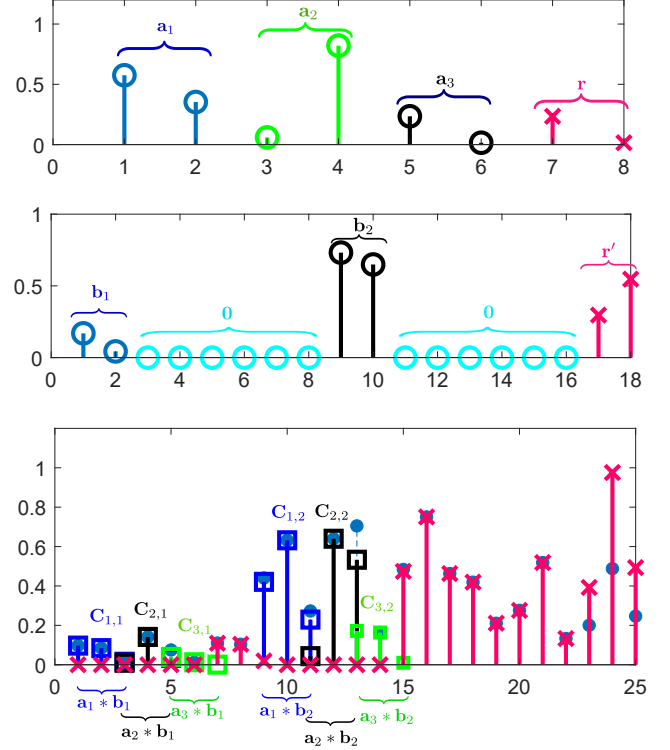 1
a₁
a₂
a₃
r
0.5
0
0 1 2 3 4 5 6 7 8
1
b₂
r′
0.5
b₁
0
0
0
0 2 4 6 8 10 12 14 16 18
1
0.8
C₁,₂ C₂,₂
0.6
0.4
C₁,₁ C₂,₁ C₃,₁ C₃,₂
0.2
0
0 5 10 15 20 25
a₁ ∗ b₁ a₃ ∗ b₁ a₁ ∗ b₂ a₃ ∗ b₂
a₂ ∗ b₁ a₂ ∗ b₂